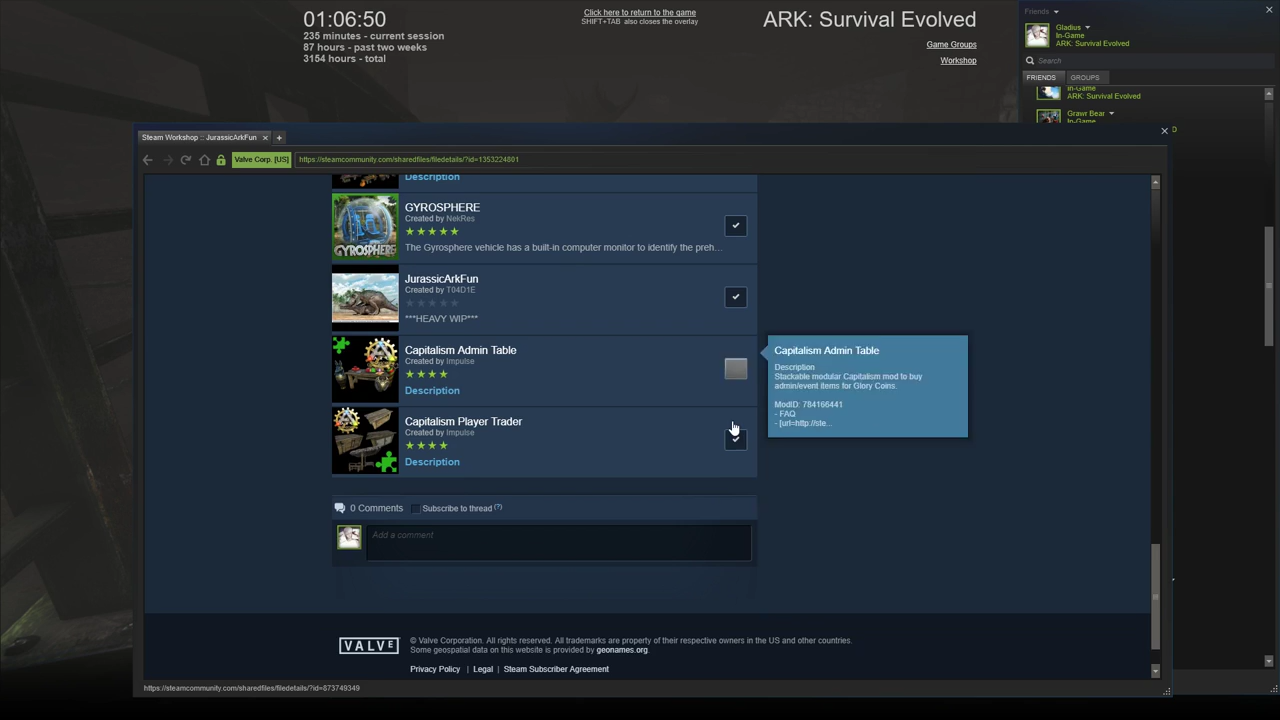 01:06:50
235 minutes - current session
87 hours - past two weeks
3154 hours - total
Click here to return to the game
SHIFT+TAB also closes the overlay
ARK: Survival Evolved
Game Groups
Workshop
Friends
Gladius
In-Game
ARK: Survival Evolved
Search
FRIENDS
GROUPS
In-Game
ARK: Survival Evolved
Grawr Bear
In-Game
Steam Workshop :: JurassicArkFun
Valve Corp. [US]
https://steamcommunity.com/sharedfiles/filedetails/?id=1353224801
Description
GYROSPHERE
GYROSPHERE
Created by NekRes
The Gyrosphere vehicle has a built-in computer monitor to identify the preh...
JurassicArkFun
Created by T04D1E
***HEAVY WIP***
Capitalism Admin Table
Created by Impulse
Description
Capitalism Admin Table
Description
Stackable modular Capitalism mod to buy
admin/event items for Glory Coins.
ModID: 784166441
- FAQ
- [url=http://ste...
Capitalism Player Trader
Created by Impulse
Description
0 Comments
Subscribe to thread (?)
Add a comment
VALVE
© Valve Corporation. All rights reserved. All trademarks are property of their respective owners in the US and other countries.
Some geospatial data on this website is provided by geonames.org.
Privacy Policy | Legal | Steam Subscriber Agreement
https://steamcommunity.com/sharedfiles/filedetails/?id=873749349